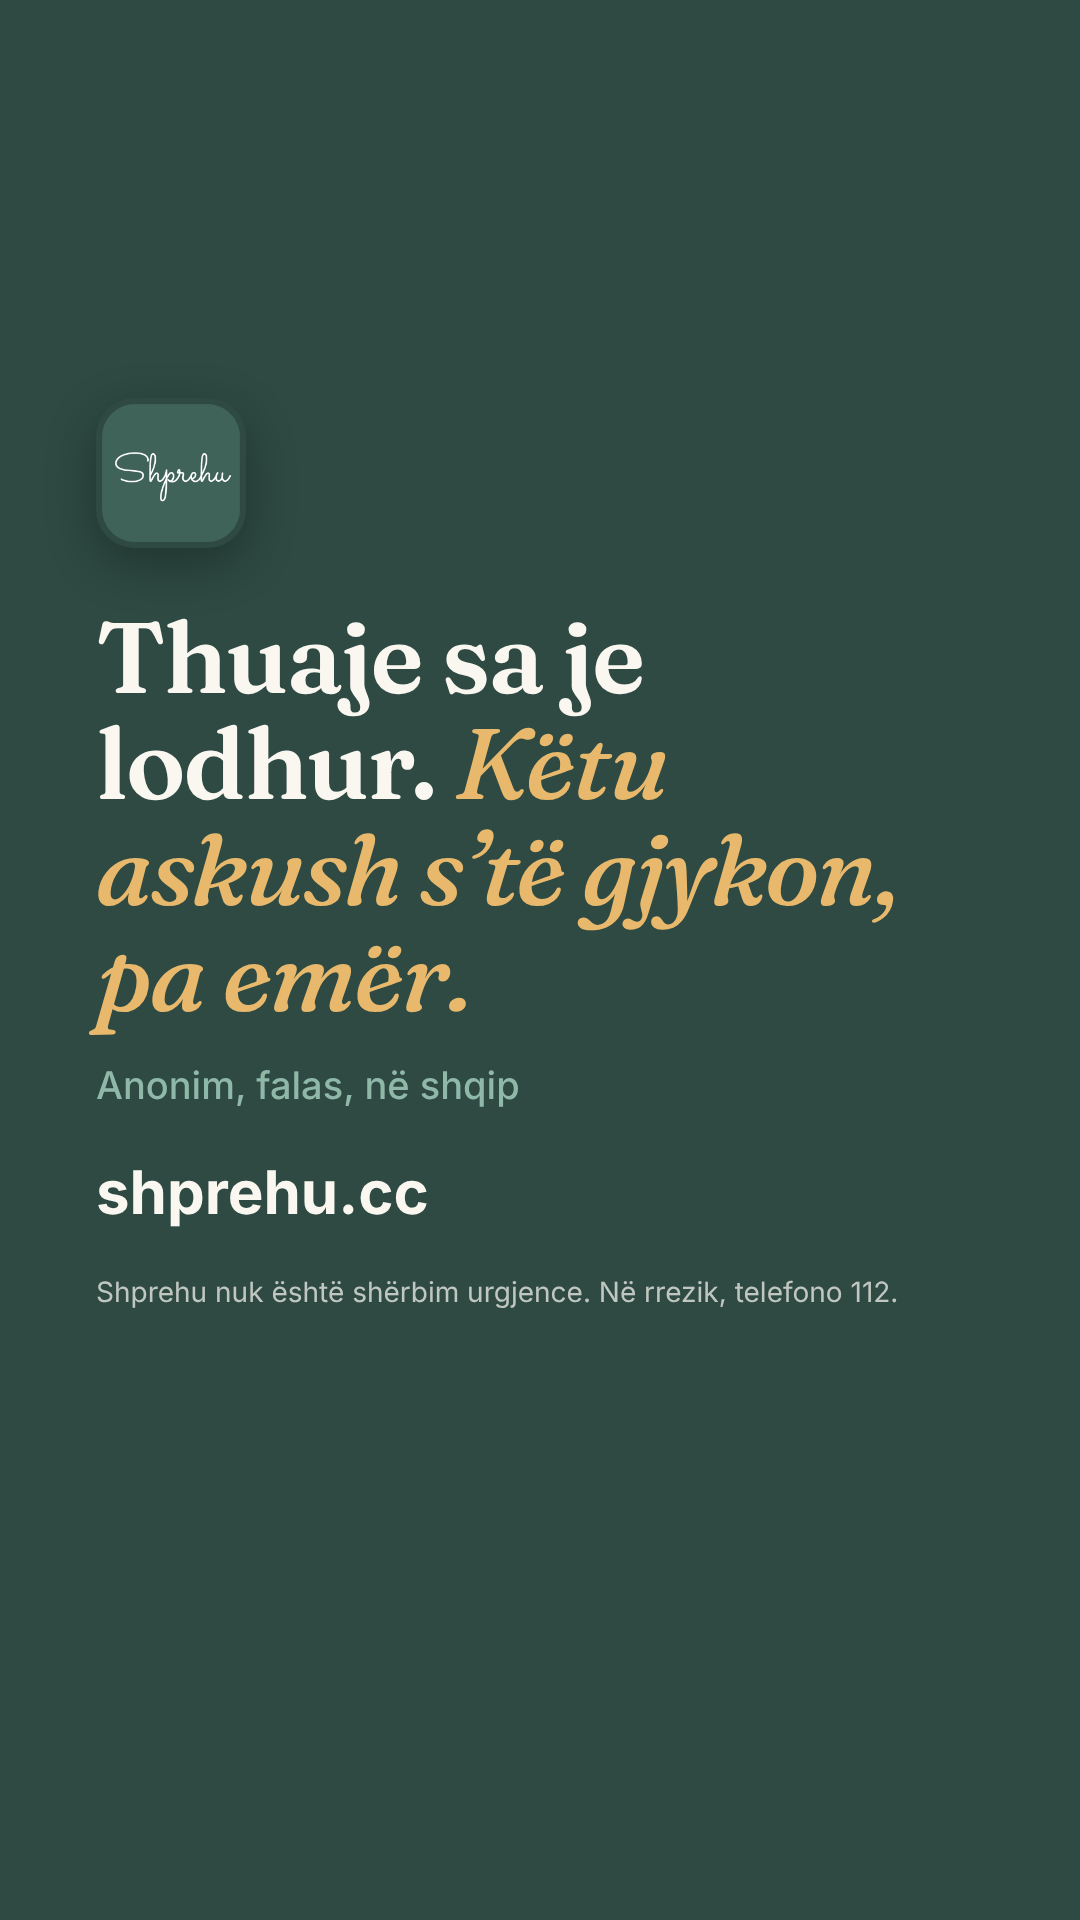 Shprehu
Thuaje sa je
lodhur. Këtu
askush s’të gjykon,
pa emër.
Anonim, falas, në shqip
shprehu.cc
Shprehu nuk është shërbim urgjence. Në rrezik, telefono 112.